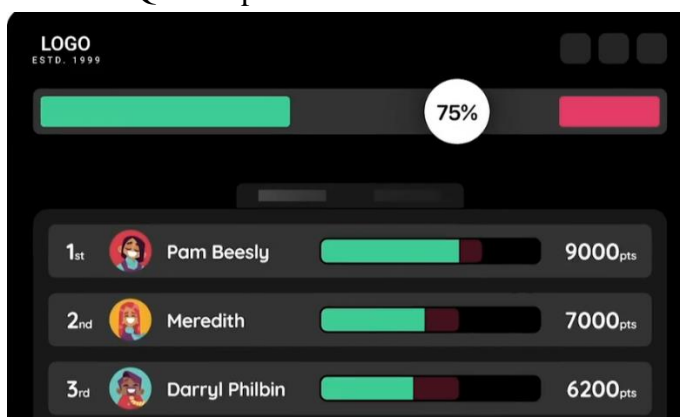 LOGO
ESTD. 1999
75%
1st Pam Beesly 9000pts
2nd Meredith 7000pts
3rd Darryl Philbin 6200pts